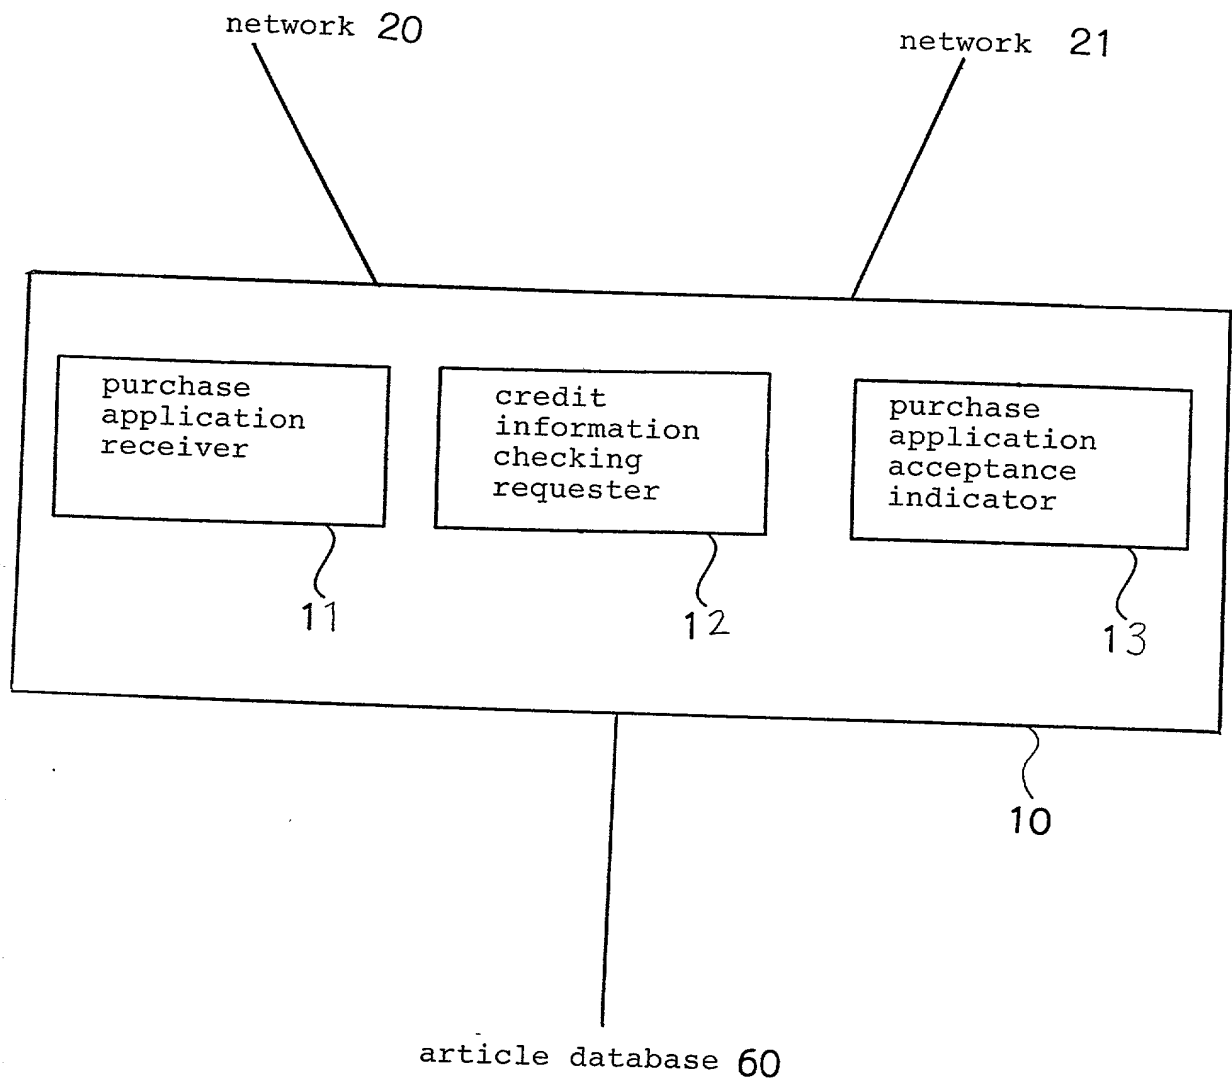 network 20
network 21
purchase
application
receiver
credit
information
checking
requester
purchase
application
acceptance
indicator
11
12
13
10
article database 60